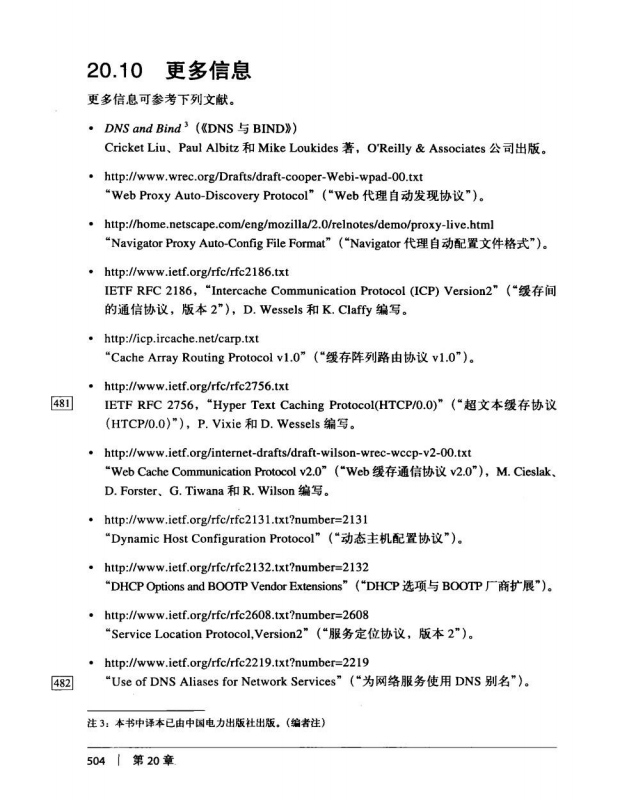 20.10 更多信息
更多信息可参考下列文献。
• DNS and Bind 3 (《DNS 与 BIND》)
Cricket Liu、Paul Albitz 和 Mike Loukides 著，O'Reilly & Associates 公司出版。
• http://www.wrec.org/Drafts/draft-cooper-Webi-wpad-00.txt
“Web Proxy Auto-Discovery Protocol”（“Web 代理自动发现协议”）。
• http://home.netscape.com/eng/mozilla/2.0/relnotes/demo/proxy-live.html
“Navigator Proxy Auto-Config File Format”（“Navigator 代理自动配置文件格式”）。
• http://www.ietf.org/rfc/rfc2186.txt
IETF RFC 2186，“Intercache Communication Protocol (ICP) Version2”（“缓存间
的通信协议，版本 2”），D. Wessels 和 K. Claffy 编写。
• http://icp.ircache.net/carp.txt
“Cache Array Routing Protocol v1.0”（“缓存阵列路由协议 v1.0”）。
• http://www.ietf.org/rfc/rfc2756.txt
481 IETF RFC 2756，“Hyper Text Caching Protocol(HTCP/0.0)”（“超文本缓存协议
（HTCP/0.0）”），P. Vixie 和 D. Wessels 编写。
• http://www.ietf.org/internet-drafts/draft-wilson-wrec-wccp-v2-00.txt
“Web Cache Communication Protocol v2.0”（“Web 缓存通信协议 v2.0”），M. Cieslak、
D. Forster、G. Tiwana 和 R. Wilson 编写。
• http://www.ietf.org/rfc/rfc2131.txt?number=2131
“Dynamic Host Configuration Protocol”（“动态主机配置协议”）。
• http://www.ietf.org/rfc/rfc2132.txt?number=2132
“DHCP Options and BOOTP Vendor Extensions”（“DHCP 选项与 BOOTP 厂商扩展”）。
• http://www.ietf.org/rfc/rfc2608.txt?number=2608
“Service Location Protocol,Version2”（“服务定位协议，版本 2”）。
• http://www.ietf.org/rfc/rfc2219.txt?number=2219
482 “Use of DNS Aliases for Network Services”（“为网络服务使用 DNS 别名”）。
注 3：本书中译本已由中国电力出版社出版。（编者注）
504 | 第 20 章